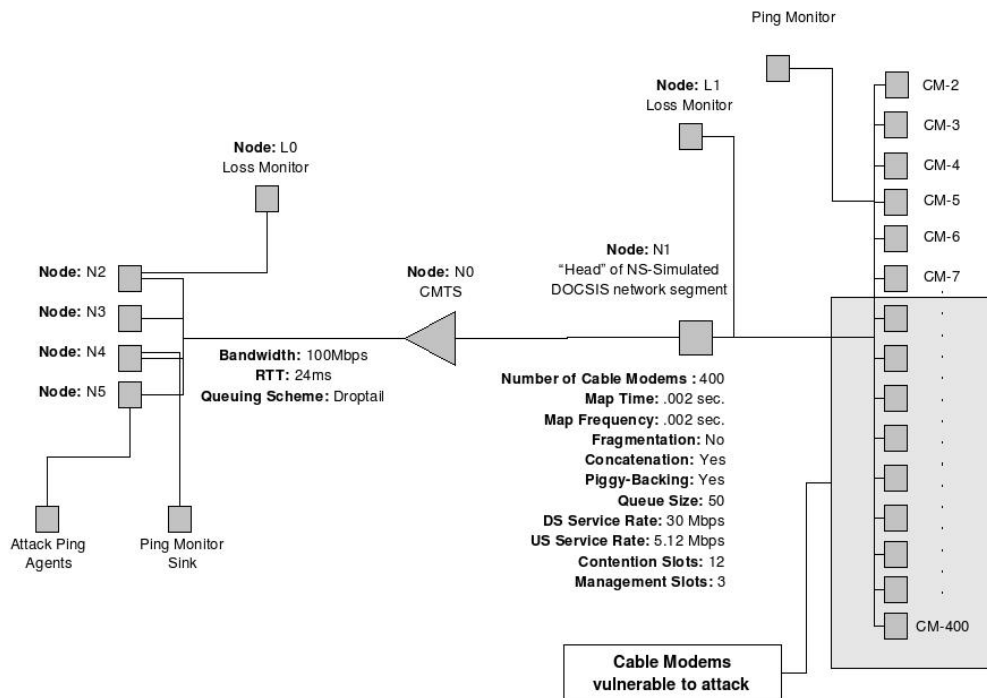 Ping Monitor
Node: L1
Loss Monitor
CM-2
CM-3
CM-4
CM-5
CM-6
CM-7
CM-400
Node: L0
Loss Monitor
Node: N2
Node: N3
Node: N4
Node: N5
Node: N0
CMTS
Node: N1
“Head” of NS-Simulated
DOCSIS network segment
Bandwidth: 100Mbps
RTT: 24ms
Queuing Scheme: Droptail
Number of Cable Modems : 400
Map Time: .002 sec.
Map Frequency: .002 sec.
Fragmentation: No
Concatenation: Yes
Piggy-Backing: Yes
Queue Size: 50
DS Service Rate: 30 Mbps
US Service Rate: 5.12 Mbps
Contention Slots: 12
Management Slots: 3
Attack Ping
Agents
Ping Monitor
Sink
Cable Modems
vulnerable to attack